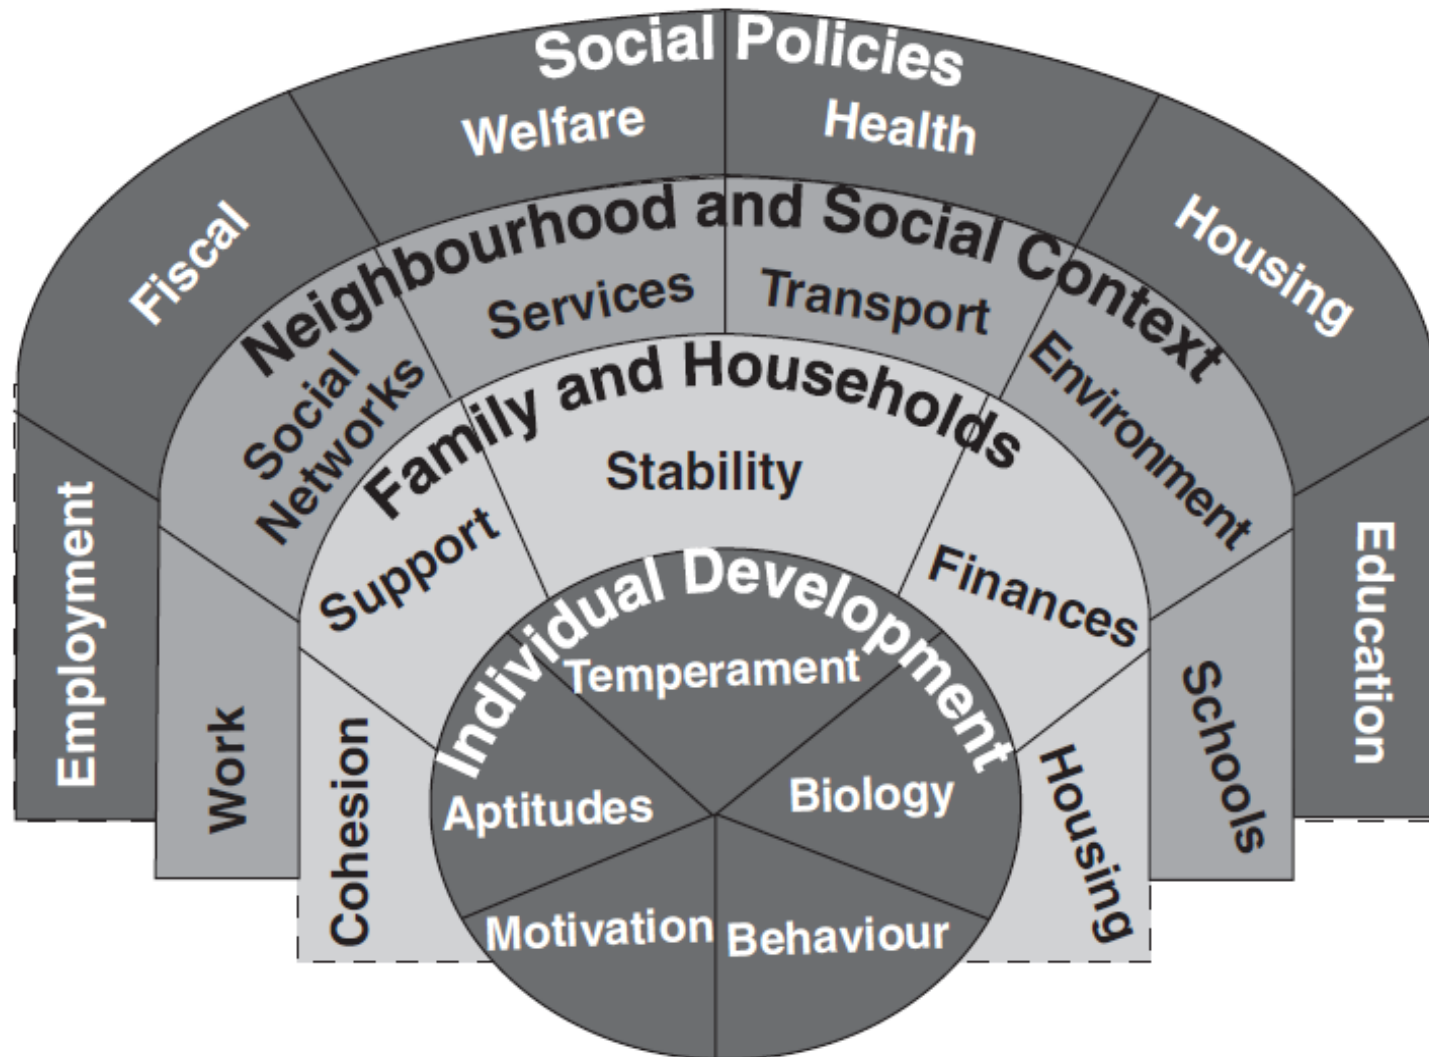 Social Policies
Welfare
Health
Fiscal
Housing
Employment
Education
Neighbourhood and Social Context
Services
Transport
Social
Networks
Environment
Work
Schools
Family and Households
Stability
Support
Finances
Cohesion
Housing
Individual Development
Temperament
Aptitudes
Biology
Motivation
Behaviour